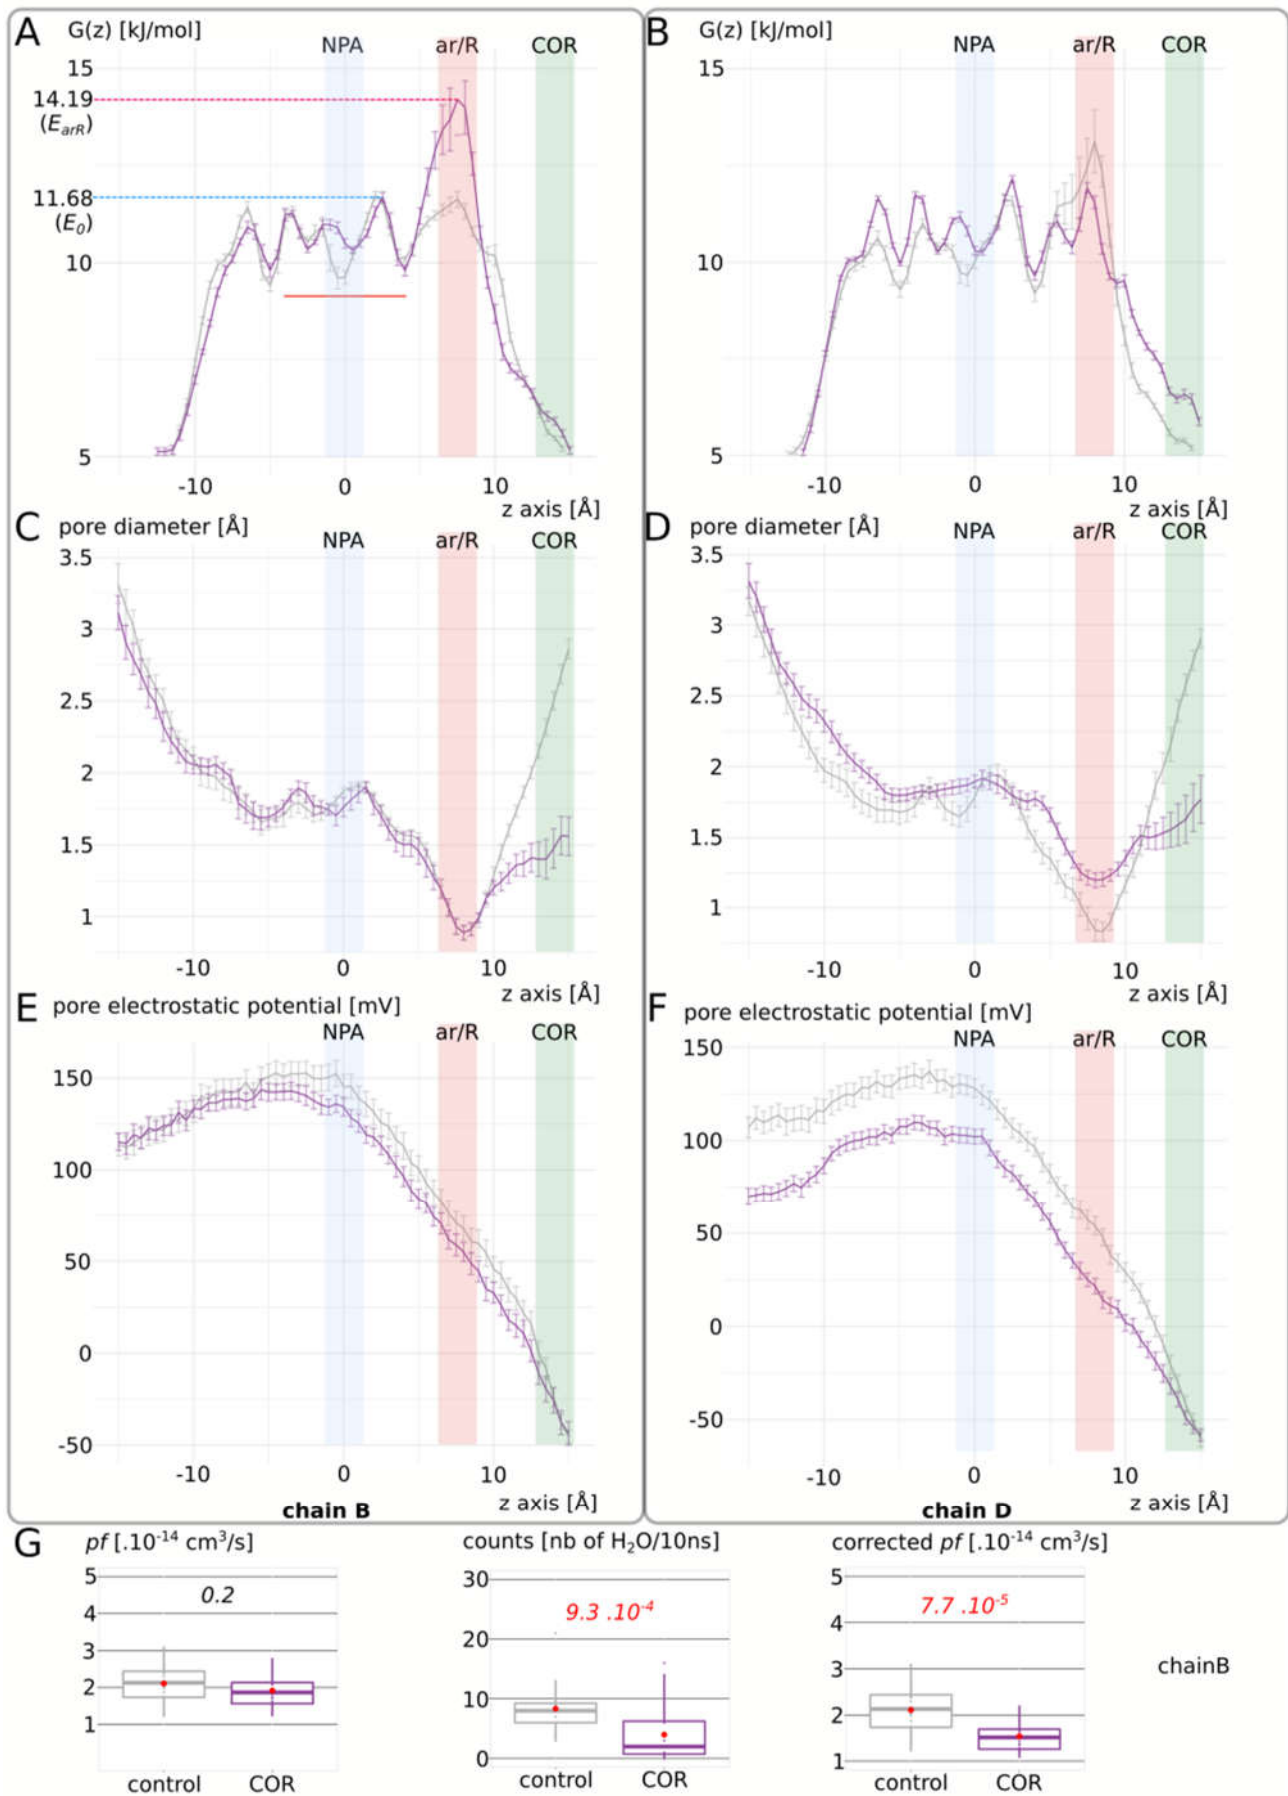 A G(z) [kJ/mol]
NPA ar/R COR
15
14.19
(EarR)
11.68
(E0)
10
5
-10 0 10
z axis [Å]
B G(z) [kJ/mol]
NPA ar/R COR
15
10
5
-10 0 10
z axis [Å]
C pore diameter [Å]
NPA ar/R COR
3.5
3
2.5
2
1.5
1
-10 0 10
z axis [Å]
D pore diameter [Å]
NPA ar/R COR
3.5
3
2.5
2
1.5
1
-10 0 10
z axis [Å]
E pore electrostatic potential [mV]
NPA ar/R COR
150
100
50
0
-50
-10 0 10
chain B z axis [Å]
F pore electrostatic potential [mV]
NPA ar/R COR
150
100
50
0
-50
-10 0 10
chain D z axis [Å]
G pf [.10⁻¹⁴ cm³/s]
5
0.2
4
3
2
1
control COR
counts [nb of H₂O/10ns]
30
9.3 .10⁻⁴
20
10
0
control COR
corrected pf [.10⁻¹⁴ cm³/s]
5
7.7 .10⁻⁵
4
3
2
1
control COR
chainB